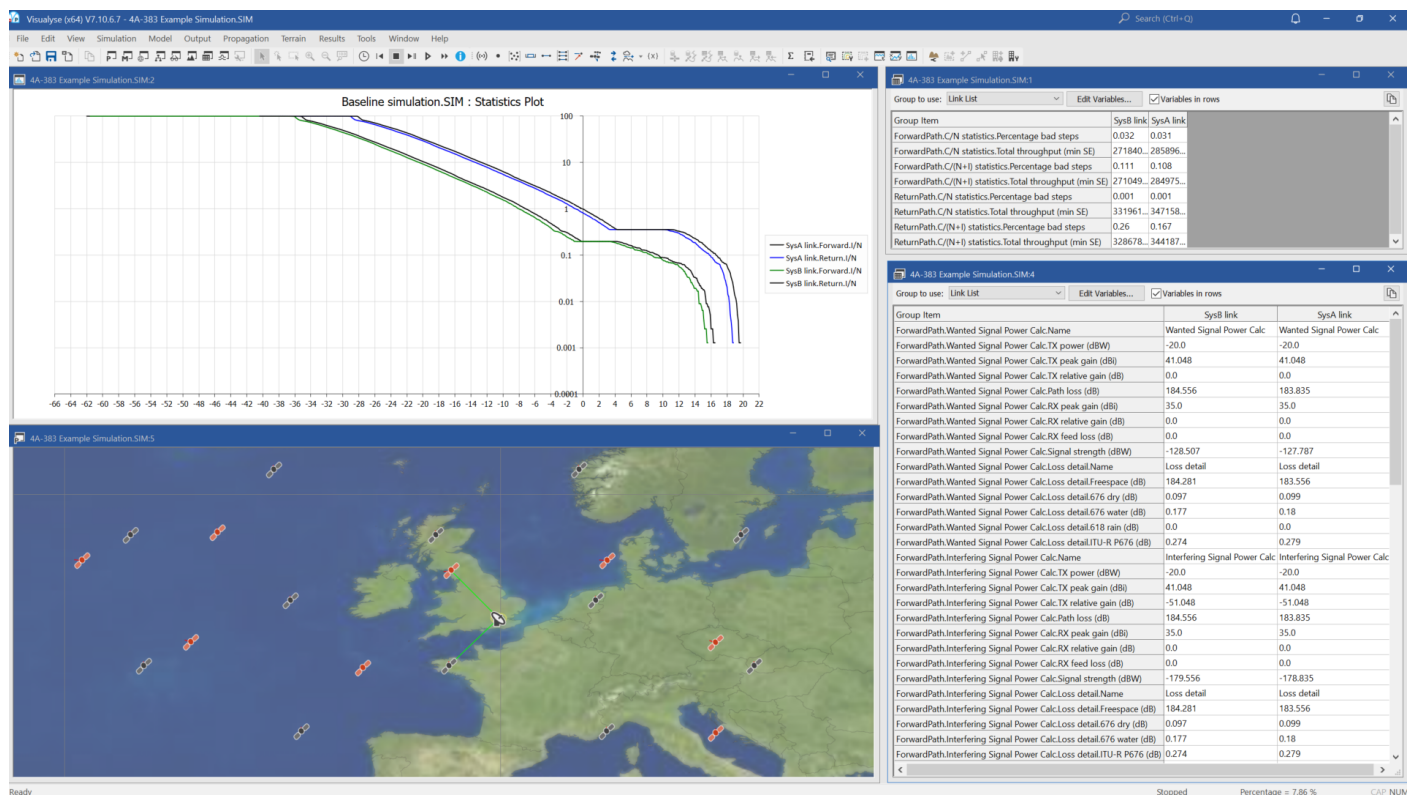 Visualyse (x64) V7.10.6.7 - 4A-383 Example Simulation.SIM
Search (Ctrl+Q)
File Edit View Simulation Model Output Propagation Terrain Results Tools Window Help
4A-383 Example Simulation.SIM:2
Baseline simulation.SIM : Statistics Plot
100
10
1
0.1
0.01
0.001
0.0001
-66 -64 -62 -60 -58 -56 -54 -52 -50 -48 -46 -44 -42 -40 -38 -36 -34 -32 -30 -28 -26 -24 -22 -20 -18 -16 -14 -12 -10 -8 -6 -4 -2 0 2 4 6 8 10 12 14 16 18 20 22
SysA link.Forward.I/N
SysA link.Return.I/N
SysB link.Forward.I/N
SysB link.Return.I/N
4A-383 Example Simulation.SIM:5
4A-383 Example Simulation.SIM:1
Group to use: Link List Edit Variables... Variables in rows
Group Item SysB link SysA link
ForwardPath.C/N statistics.Percentage bad steps 0.032 0.031
ForwardPath.C/N statistics.Total throughput (min SE) 271840... 285896...
ForwardPath.C/(N+I) statistics.Percentage bad steps 0.111 0.108
ForwardPath.C/(N+I) statistics.Total throughput (min SE) 271049... 284975...
ReturnPath.C/N statistics.Percentage bad steps 0.001 0.001
ReturnPath.C/N statistics.Total throughput (min SE) 331961... 347158...
ReturnPath.C/(N+I) statistics.Percentage bad steps 0.26 0.167
ReturnPath.C/(N+I) statistics.Total throughput (min SE) 328678... 344187...
4A-383 Example Simulation.SIM:4
Group to use: Link List Edit Variables... Variables in rows
Group Item SysB link SysA link
ForwardPath.Wanted Signal Power Calc.Name Wanted Signal Power Calc Wanted Signal Power Calc
ForwardPath.Wanted Signal Power Calc.TX power (dBW) -20.0 -20.0
ForwardPath.Wanted Signal Power Calc.TX peak gain (dBi) 41.048 41.048
ForwardPath.Wanted Signal Power Calc.TX relative gain (dB) 0.0 0.0
ForwardPath.Wanted Signal Power Calc.Path loss (dB) 184.556 183.835
ForwardPath.Wanted Signal Power Calc.RX peak gain (dBi) 35.0 35.0
ForwardPath.Wanted Signal Power Calc.RX relative gain (dB) 0.0 0.0
ForwardPath.Wanted Signal Power Calc.RX feed loss (dB) 0.0 0.0
ForwardPath.Wanted Signal Power Calc.Signal strength (dBW) -128.507 -127.787
ForwardPath.Wanted Signal Power Calc.Loss detail.Name Loss detail Loss detail
ForwardPath.Wanted Signal Power Calc.Loss detail.Freespace (dB) 184.281 183.556
ForwardPath.Wanted Signal Power Calc.Loss detail.676 dry (dB) 0.097 0.099
ForwardPath.Wanted Signal Power Calc.Loss detail.676 water (dB) 0.177 0.18
ForwardPath.Wanted Signal Power Calc.Loss detail.618 rain (dB) 0.0 0.0
ForwardPath.Wanted Signal Power Calc.Loss detail.ITU-R P676 (dB) 0.274 0.279
ForwardPath.Interfering Signal Power Calc.Name Interfering Signal Power Calc Interfering Signal Power Calc
ForwardPath.Interfering Signal Power Calc.TX power (dBW) -20.0 -20.0
ForwardPath.Interfering Signal Power Calc.TX peak gain (dBi) 41.048 41.048
ForwardPath.Interfering Signal Power Calc.TX relative gain (dB) -51.048 -51.048
ForwardPath.Interfering Signal Power Calc.Path loss (dB) 184.556 183.835
ForwardPath.Interfering Signal Power Calc.RX peak gain (dBi) 35.0 35.0
ForwardPath.Interfering Signal Power Calc.RX relative gain (dB) 0.0 0.0
ForwardPath.Interfering Signal Power Calc.RX feed loss (dB) 0.0 0.0
ForwardPath.Interfering Signal Power Calc.Signal strength (dBW) -179.556 -178.835
ForwardPath.Interfering Signal Power Calc.Loss detail.Name Loss detail Loss detail
ForwardPath.Interfering Signal Power Calc.Loss detail.Freespace (dB) 184.281 183.556
ForwardPath.Interfering Signal Power Calc.Loss detail.676 dry (dB) 0.097 0.099
ForwardPath.Interfering Signal Power Calc.Loss detail.676 water (dB) 0.177 0.18
ForwardPath.Interfering Signal Power Calc.Loss detail.ITU-R P676 (dB) 0.274 0.279
Ready Stopped Percentage = 7.86 % CAP NUM